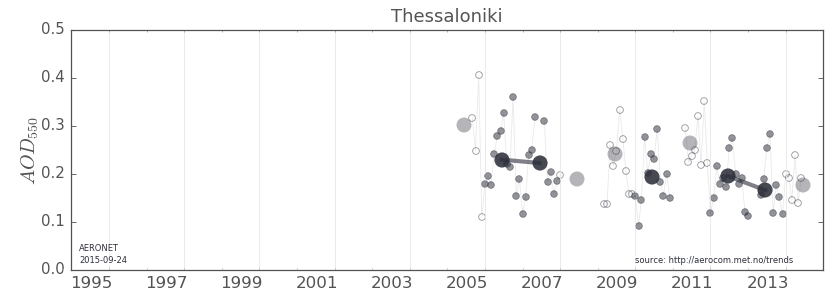 Thessaloniki
0.5
0.4
0.3
0.2
0.1
0.0
AOD550
AERONET
2015-09-24
source: http://aerocom.met.no/trends
1995 1997 1999 2001 2003 2005 2007 2009 2011 2013